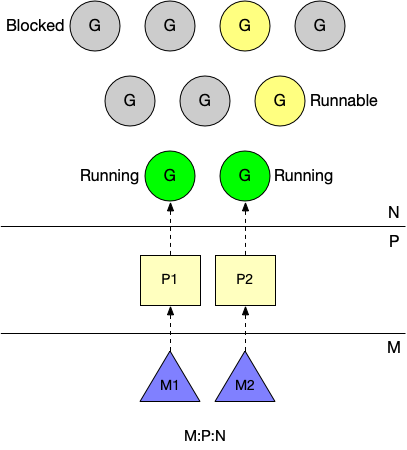 Blocked G G G G
G G G Runnable
Running G G Running
N
P
P1 P2
M
M1 M2
M:P:N